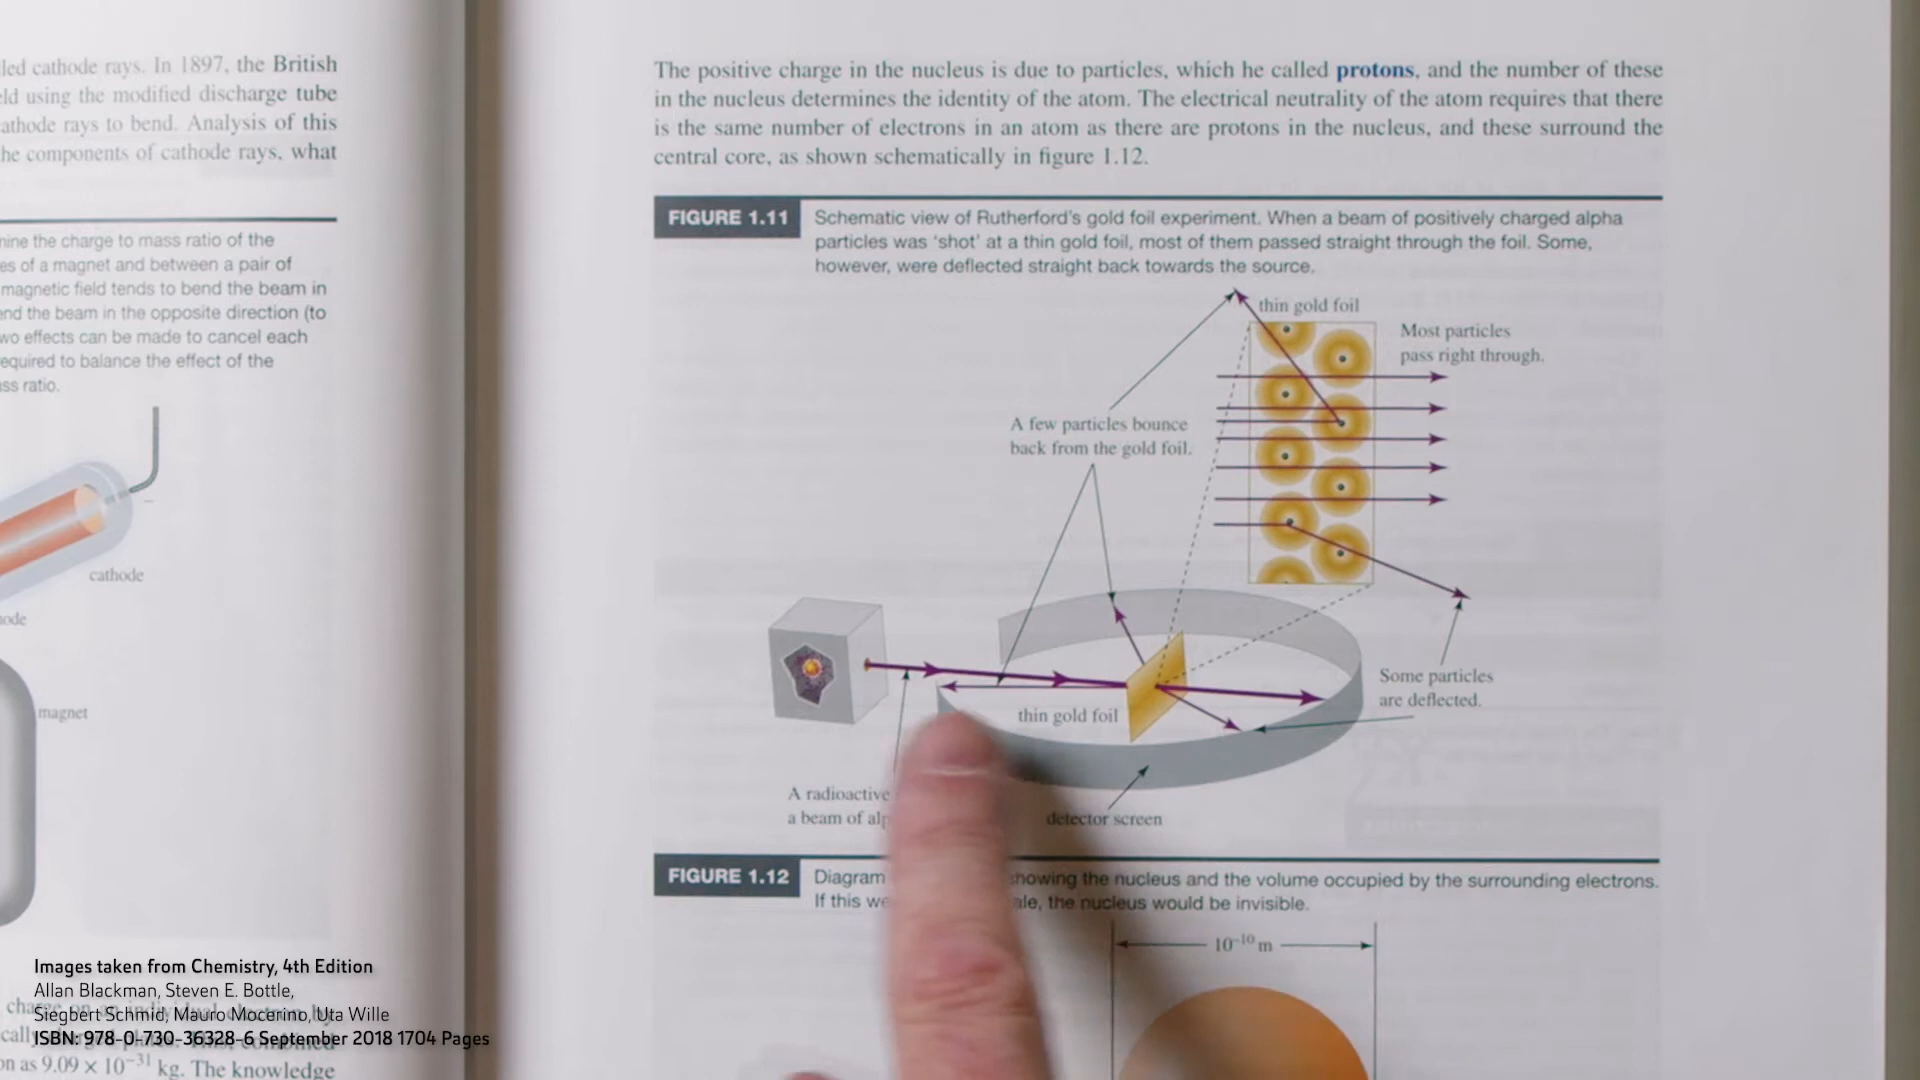 led cathode rays. In 1897, the British
eld using the modified discharge tube
cathode rays to bend. Analysis of this
the components of cathode rays, what
mine the charge to mass ratio of the
es of a magnet and between a pair of
magnetic field tends to bend the beam in
end the beam in the opposite direction (to
two effects can be made to cancel each
required to balance the effect of the
ass ratio.
cathode
node
magnet
on as 9.09 × 10⁻³¹ kg. The knowledge
The positive charge in the nucleus is due to particles, which he called protons, and the number of these
in the nucleus determines the identity of the atom. The electrical neutrality of the atom requires that there
is the same number of electrons in an atom as there are protons in the nucleus, and these surround the
central core, as shown schematically in figure 1.12.
FIGURE 1.11
Schematic view of Rutherford's gold foil experiment. When a beam of positively charged alpha
particles was 'shot' at a thin gold foil, most of them passed straight through the foil. Some,
however, were deflected straight back towards the source.
thin gold foil
Most particles
pass right through.
A few particles bounce
back from the gold foil.
Some particles
are deflected.
thin gold foil
A radioactive
a beam of alp
detector screen
FIGURE 1.12
Diagram showing the nucleus and the volume occupied by the surrounding electrons.
If this we ale, the nucleus would be invisible.
10⁻¹⁰ m
Images taken from Chemistry, 4th Edition
Allan Blackman, Steven E. Bottle,
Siegbert Schmid, Mauro Mocerino, Uta Wille
ISBN: 978-0-730-36328-6 September 2018 1704 Pages